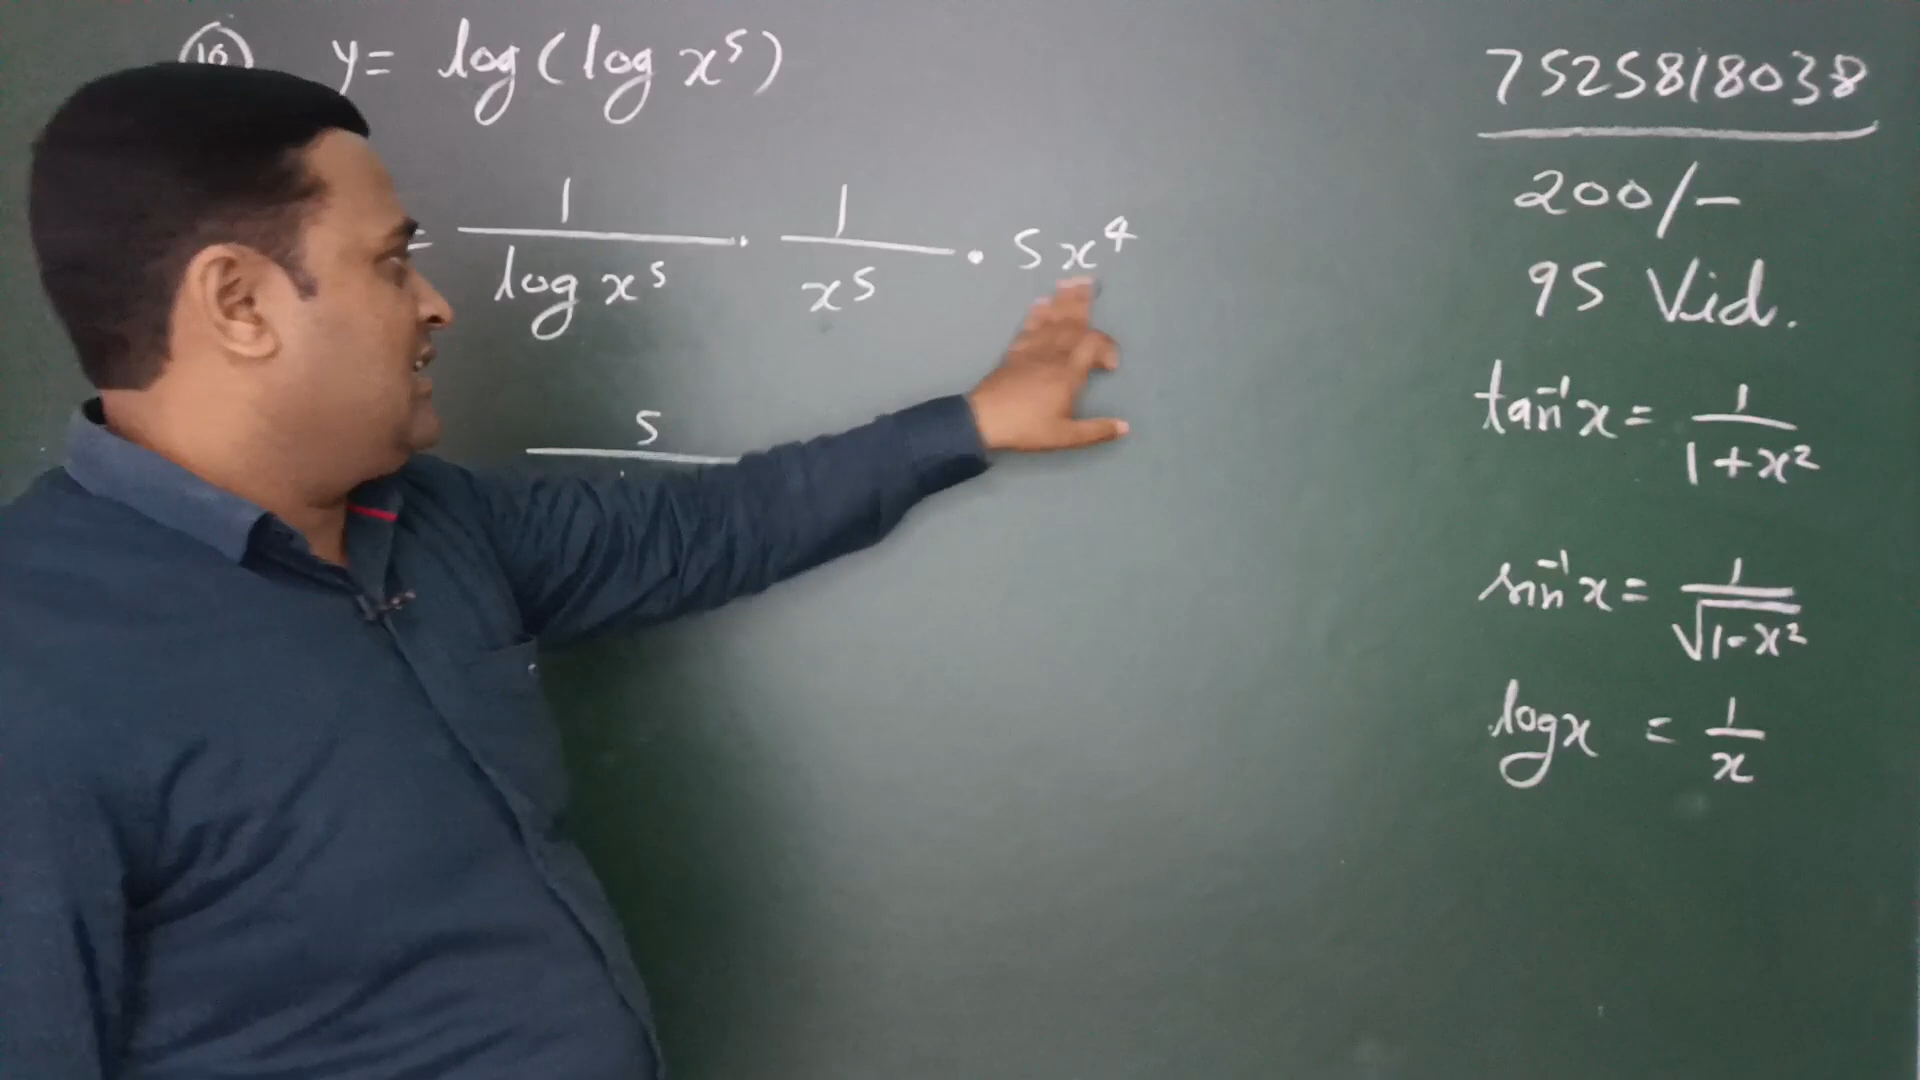 10 y = log(log x⁵)
= 1/(log x⁵) · 1/x⁵ · 5x⁴
5
7525818038
200/-
95 Vid.
tan⁻¹x = 1/(1+x²)
sin⁻¹x = 1/√(1-x²)
log x = 1/x